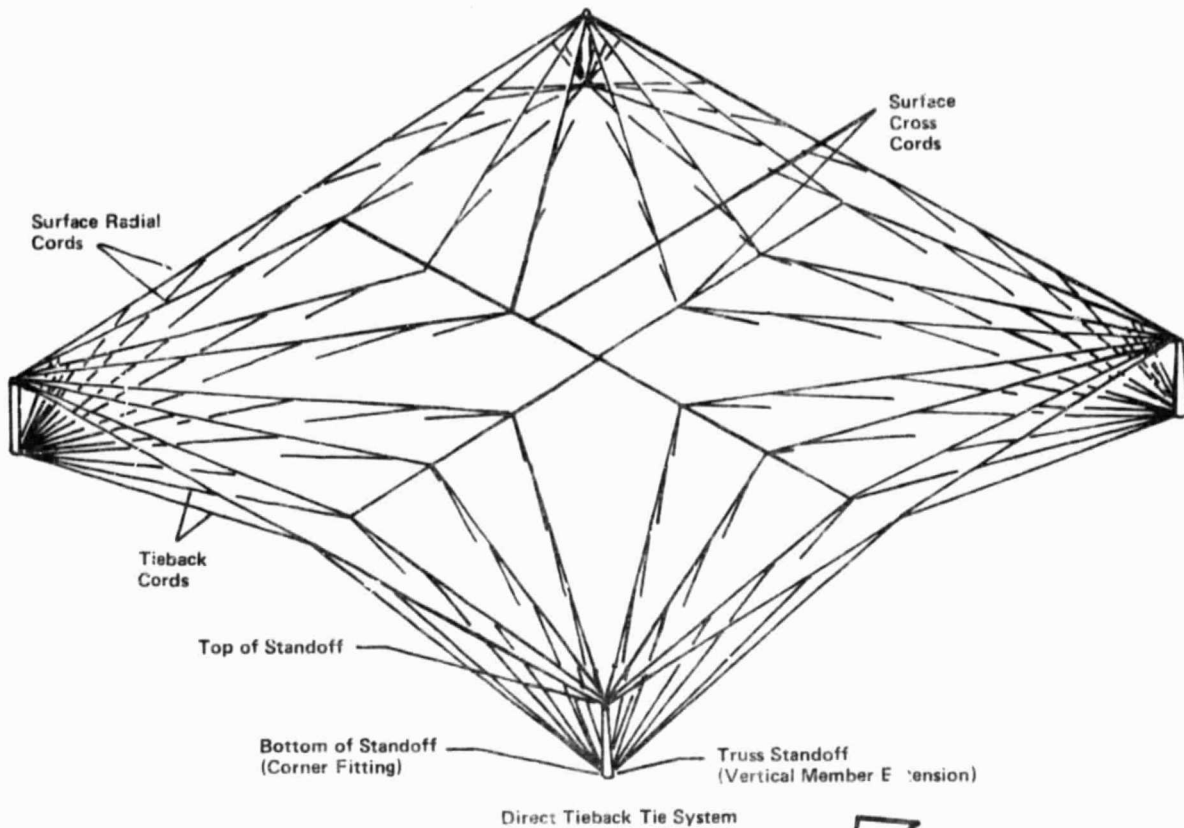 Surface
Cross
Cords
Surface Radial
Cords
Tieback
Cords
Top of Standoff
Bottom of Standoff
(Corner Fitting)
Truss Standoff
(Vertical Member
Direct Tieback Tie System